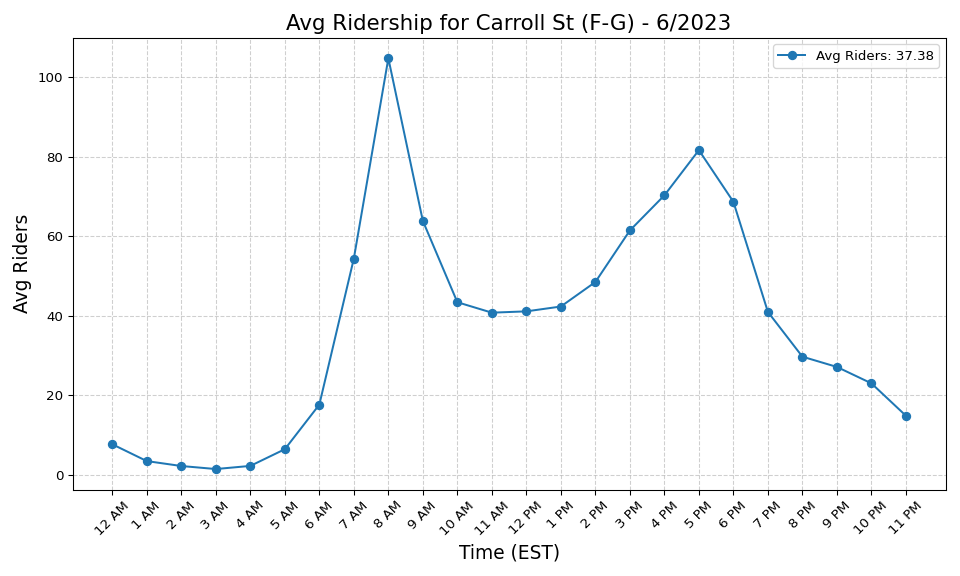 Avg Ridership for Carroll St (F-G) - 6/2023
Avg Riders: 37.38
Avg Riders
100
80
60
40
20
0
12 AM 1 AM 2 AM 3 AM 4 AM 5 AM 6 AM 7 AM 8 AM 9 AM 10 AM 11 AM 12 PM 1 PM 2 PM 3 PM 4 PM 5 PM 6 PM 7 PM 8 PM 9 PM 10 PM 11 PM
Time (EST)